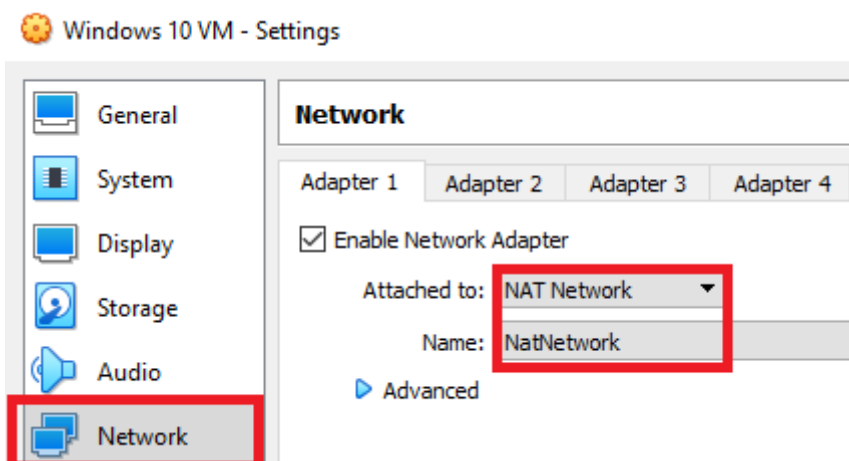 Windows 10 VM - Settings
General
System
Display
Storage
Audio
Network
Network
Adapter 1 Adapter 2 Adapter 3 Adapter 4
Enable Network Adapter
Attached to: NAT Network
Name: NatNetwork
Advanced